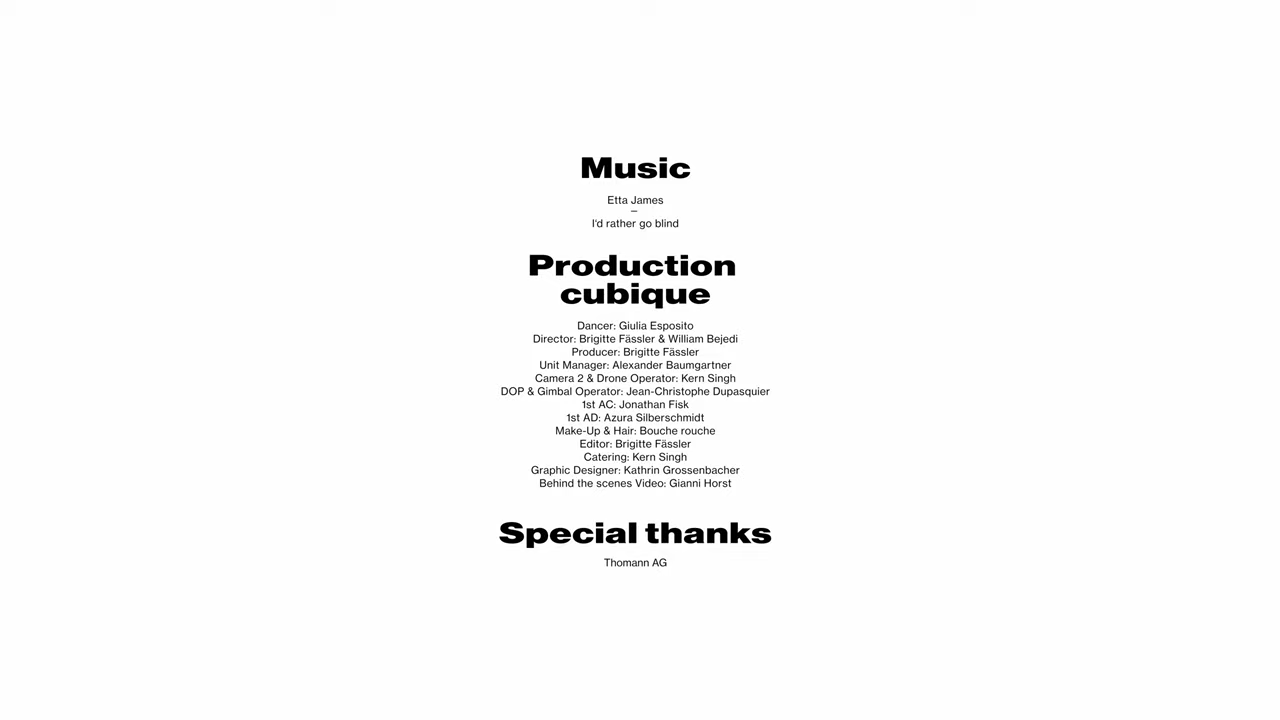 Music
Etta James
–
I'd rather go blind
Production
cubique
Dancer: Giulia Esposito
Director: Brigitte Fässler & William Bejedi
Producer: Brigitte Fässler
Unit Manager: Alexander Baumgartner
Camera 2 & Drone Operator: Kern Singh
DOP & Gimbal Operator: Jean-Christophe Dupasquier
1st AC: Jonathan Fisk
1st AD: Azura Silberschmidt
Make-Up & Hair: Bouche rouche
Editor: Brigitte Fässler
Catering: Kern Singh
Graphic Designer: Kathrin Grossenbacher
Behind the scenes Video: Gianni Horst
Special thanks
Thomann AG